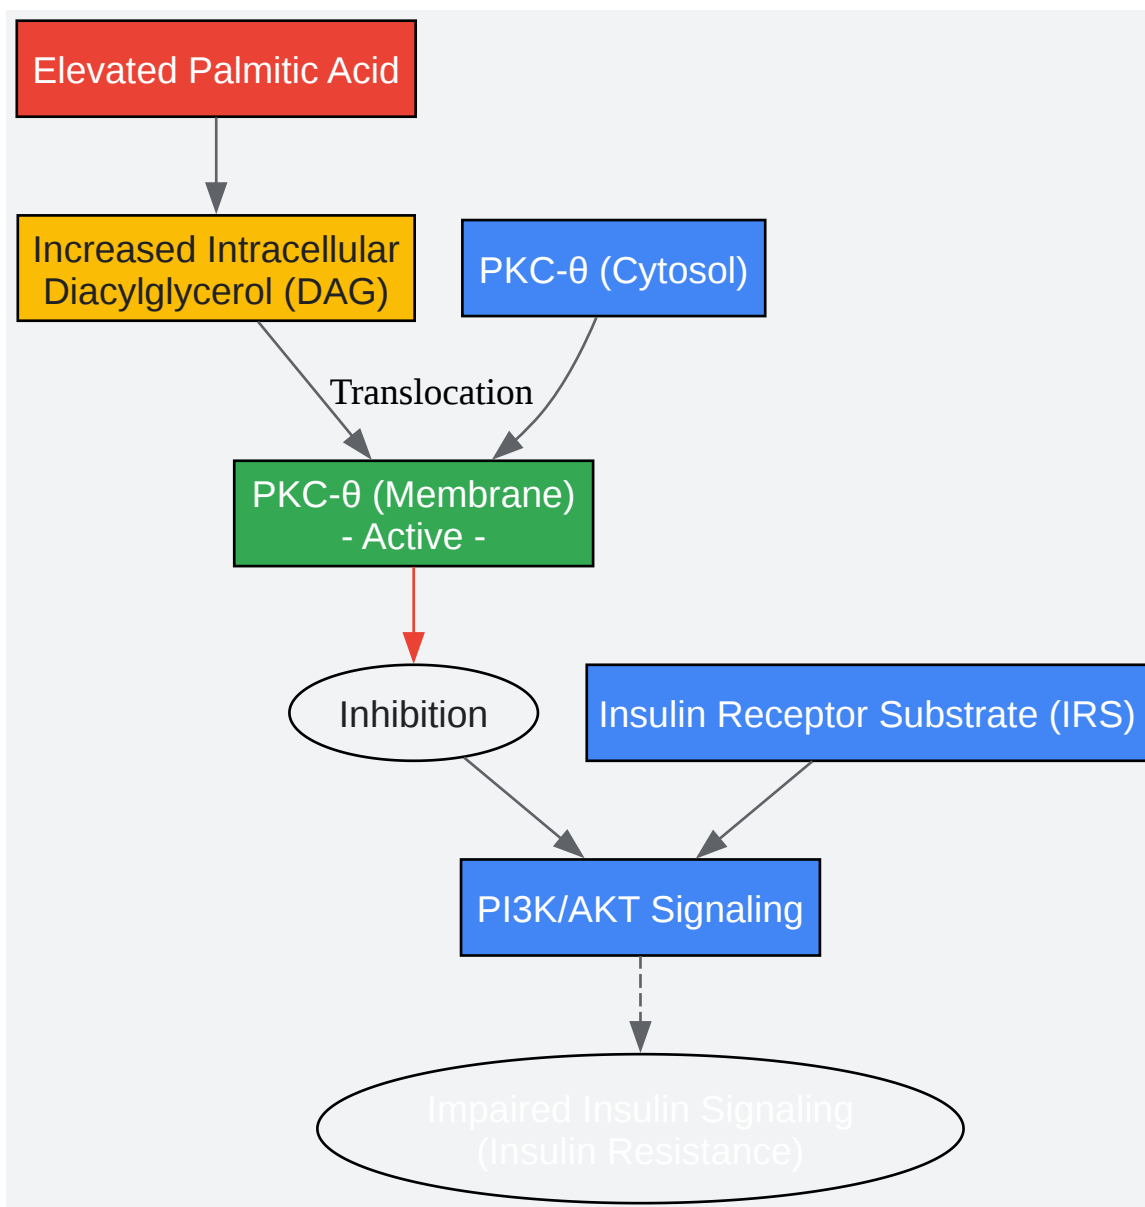 Elevated Palmitic Acid
Increased Intracellular
Diacylglycerol (DAG)
PKC-θ (Cytosol)
Translocation
PKC-θ (Membrane)
- Active -
Inhibition
Insulin Receptor Substrate (IRS)
PI3K/AKT Signaling
Impaired Insulin Signaling
(Insulin Resistance)